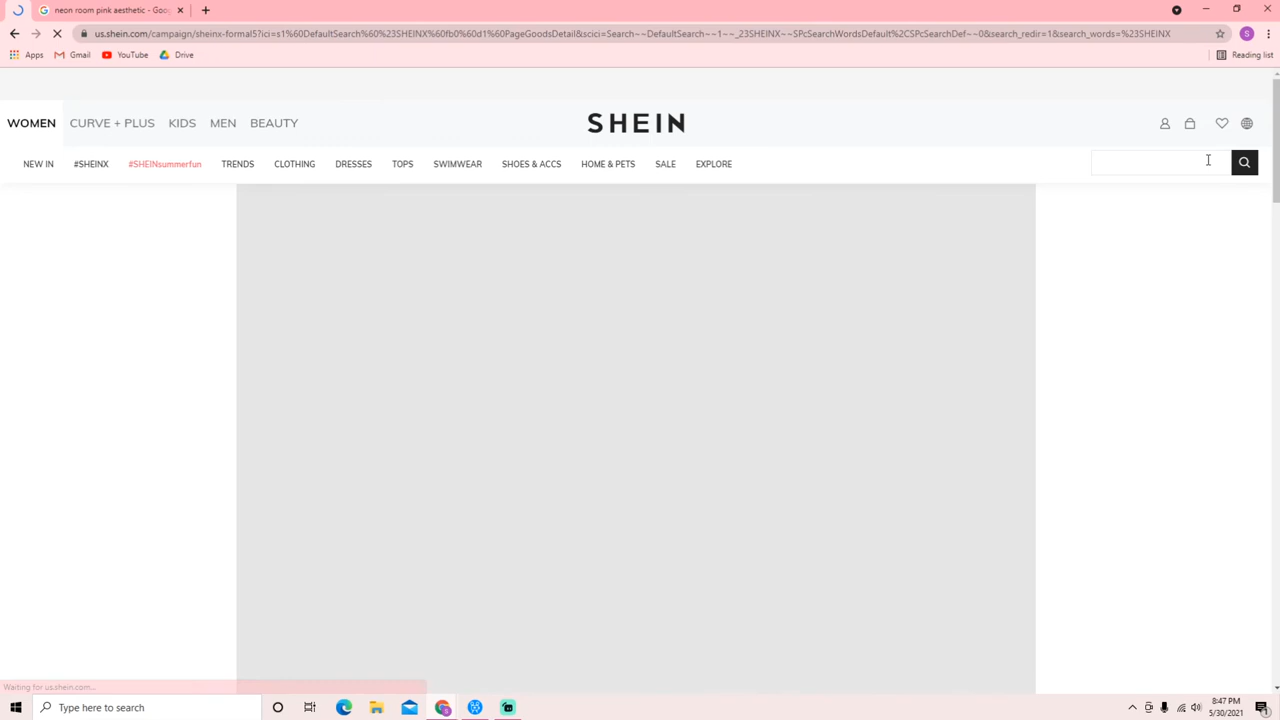 neon room pink aesthetic - Goo
us.shein.com/campaign/sheinx-formal5?ici=s1%60DefaultSearch%60%23SHEINX%60fb0%60d1%60PageGoodsDetail&scici=Search~~DefaultSearch~~1~~_23SHEINX~~SPcSearchWordsDefault%2CSPcSearchDef~~0&search_redir=1&search_words=%23SHEINX
S
Apps Gmail YouTube Drive Reading list
WOMEN CURVE + PLUS KIDS MEN BEAUTY SHEIN
NEW IN #SHEINX #SHEINsummerfun TRENDS CLOTHING DRESSES TOPS SWIMWEAR SHOES & ACCS HOME & PETS SALE EXPLORE
Waiting for us.shein.com...
Type here to search
8:47 PM
5/30/2021
1